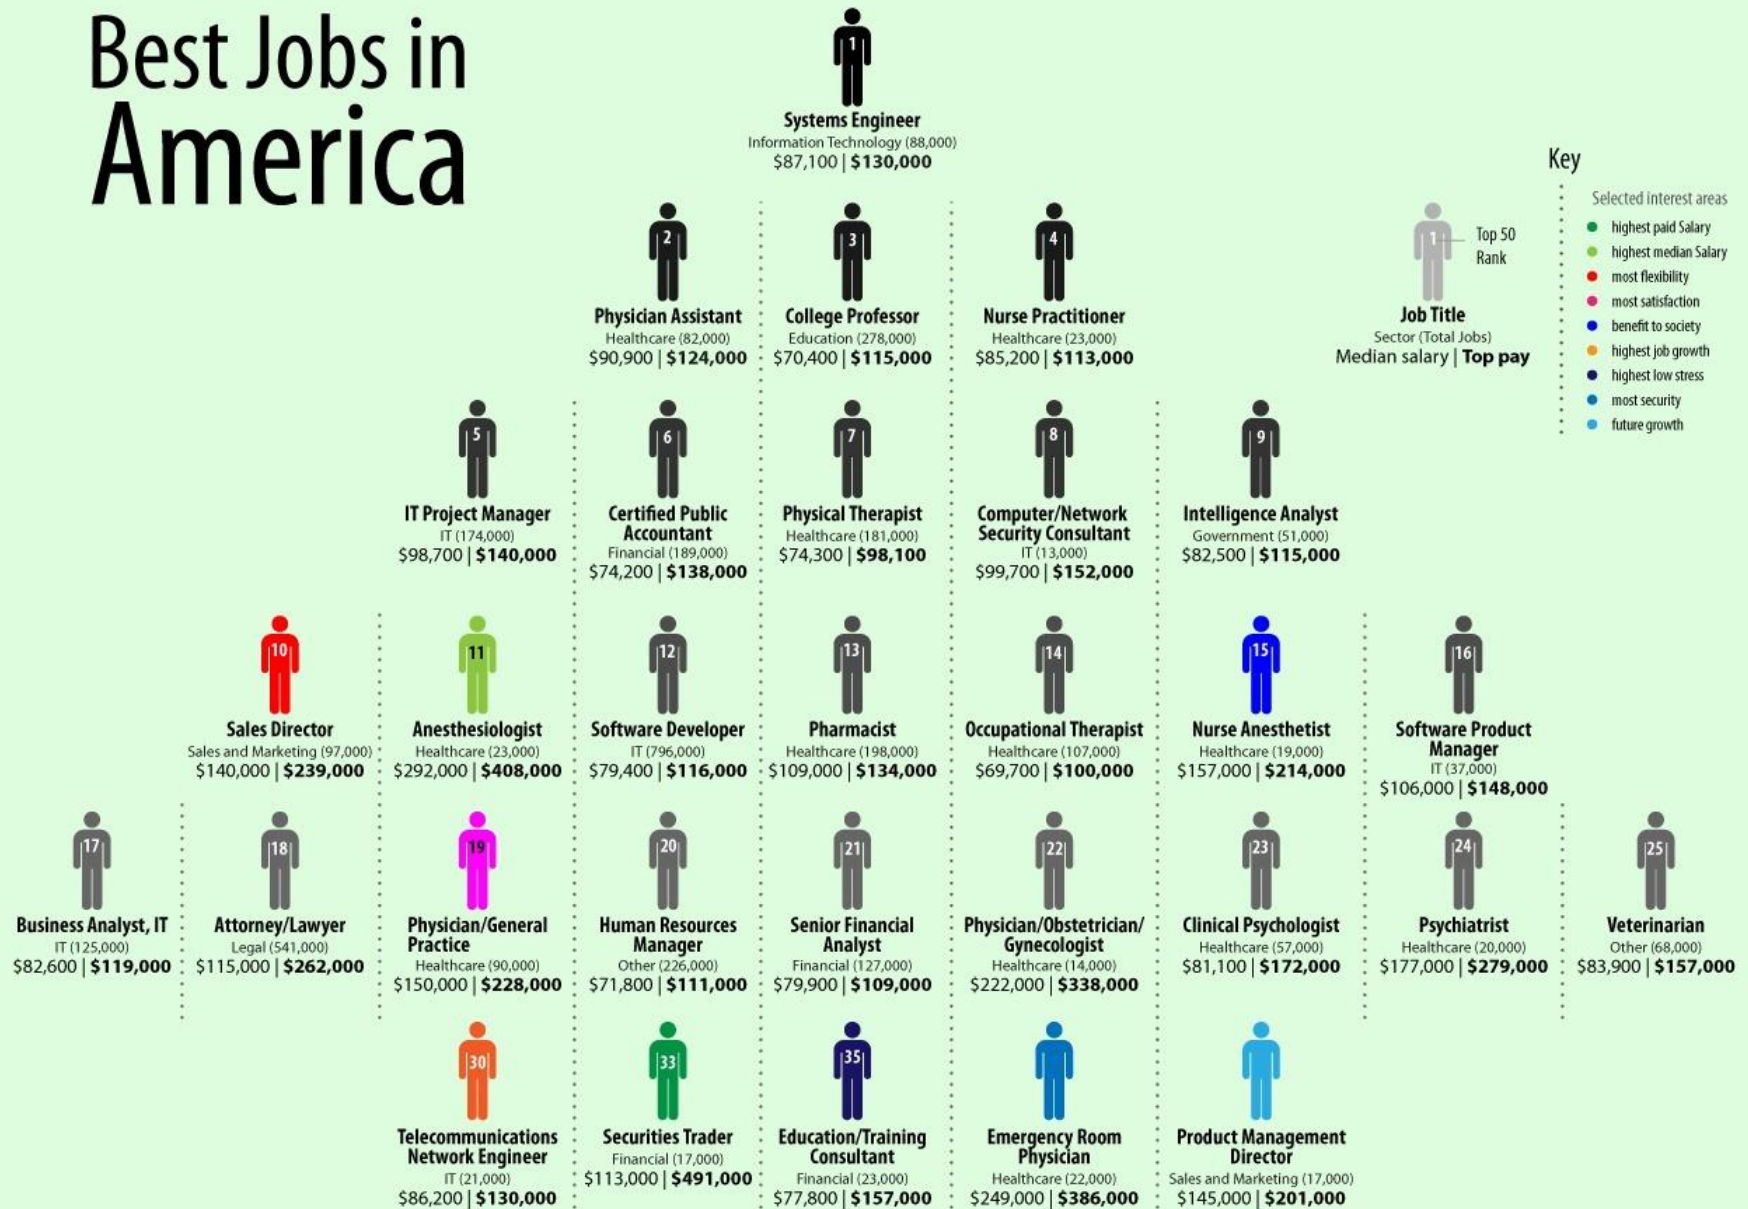 Best Jobs in
America
1
Systems Engineer
Information Technology (88,000)
$87,100 | $130,000
Key
Selected interest areas
highest paid Salary
highest median Salary
most flexibility
most satisfaction
benefit to society
highest job growth
highest low stress
most security
future growth
1
Top 50
Rank
Job Title
Sector (Total Jobs)
Median salary | Top pay
2
Physician Assistant
Healthcare (82,000)
$90,900 | $124,000
3
College Professor
Education (278,000)
$70,400 | $115,000
4
Nurse Practitioner
Healthcare (23,000)
$85,200 | $113,000
5
IT Project Manager
IT (174,000)
$98,700 | $140,000
6
Certified Public
Accountant
Financial (189,000)
$74,200 | $138,000
7
Physical Therapist
Healthcare (181,000)
$74,300 | $98,100
8
Computer/Network
Security Consultant
IT (13,000)
$99,700 | $152,000
9
Intelligence Analyst
Government (51,000)
$82,500 | $115,000
10
Sales Director
Sales and Marketing (97,000)
$140,000 | $239,000
11
Anesthesiologist
Healthcare (23,000)
$292,000 | $408,000
12
Software Developer
IT (796,000)
$79,400 | $116,000
13
Pharmacist
Healthcare (198,000)
$109,000 | $134,000
14
Occupational Therapist
Healthcare (107,000)
$69,700 | $100,000
15
Nurse Anesthetist
Healthcare (19,000)
$157,000 | $214,000
16
Software Product
Manager
IT (37,000)
$106,000 | $148,000
17
Business Analyst, IT
IT (125,000)
$82,600 | $119,000
18
Attorney/Lawyer
Legal (541,000)
$115,000 | $262,000
19
Physician/General
Practice
Healthcare (90,000)
$150,000 | $228,000
20
Human Resources
Manager
Other (226,000)
$71,800 | $111,000
21
Senior Financial
Analyst
Financial (127,000)
$79,900 | $109,000
22
Physician/Obstetrician/
Gynecologist
Healthcare (14,000)
$222,000 | $338,000
23
Clinical Psychologist
Healthcare (57,000)
$81,100 | $172,000
24
Psychiatrist
Healthcare (20,000)
$177,000 | $279,000
25
Veterinarian
Other (68,000)
$83,900 | $157,000
30
Telecommunications
Network Engineer
IT (21,000)
$86,200 | $130,000
33
Securities Trader
Financial (17,000)
$113,000 | $491,000
35
Education/Training
Consultant
Financial (23,000)
$77,800 | $157,000
Emergency Room
Physician
Healthcare (22,000)
$249,000 | $386,000
Product Management
Director
Sales and Marketing (17,000)
$145,000 | $201,000